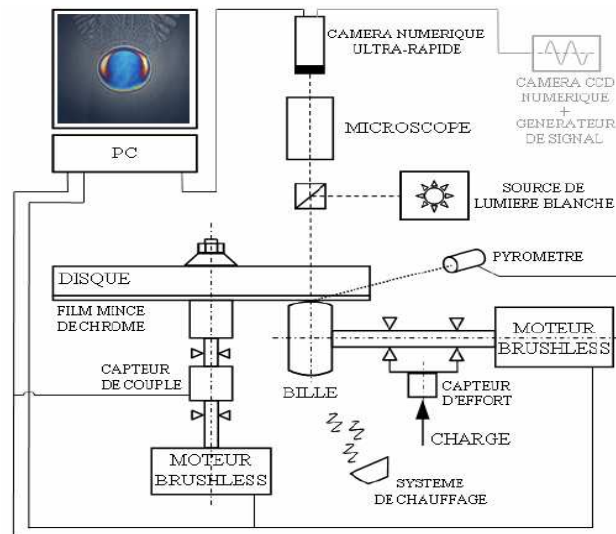 CAMERA NUMERIQUE
ULTRA-RAPIDE
CAMERA CCD
NUMERIQUE
+
GENERATEUR
DE SIGNAL
MICROSCOPE
PC
SOURCE DE
LUMIERE BLANCHE
PYROMETRE
DISQUE
FILM MINCE
DE CHROME
MOTEUR
BRUSHLESS
CAPTEUR
DE COUPLE
BILLE
CAPTEUR
D'EFFORT
CHARGE
MOTEUR
BRUSHLESS
SYSTEME
DE CHAUFFAGE